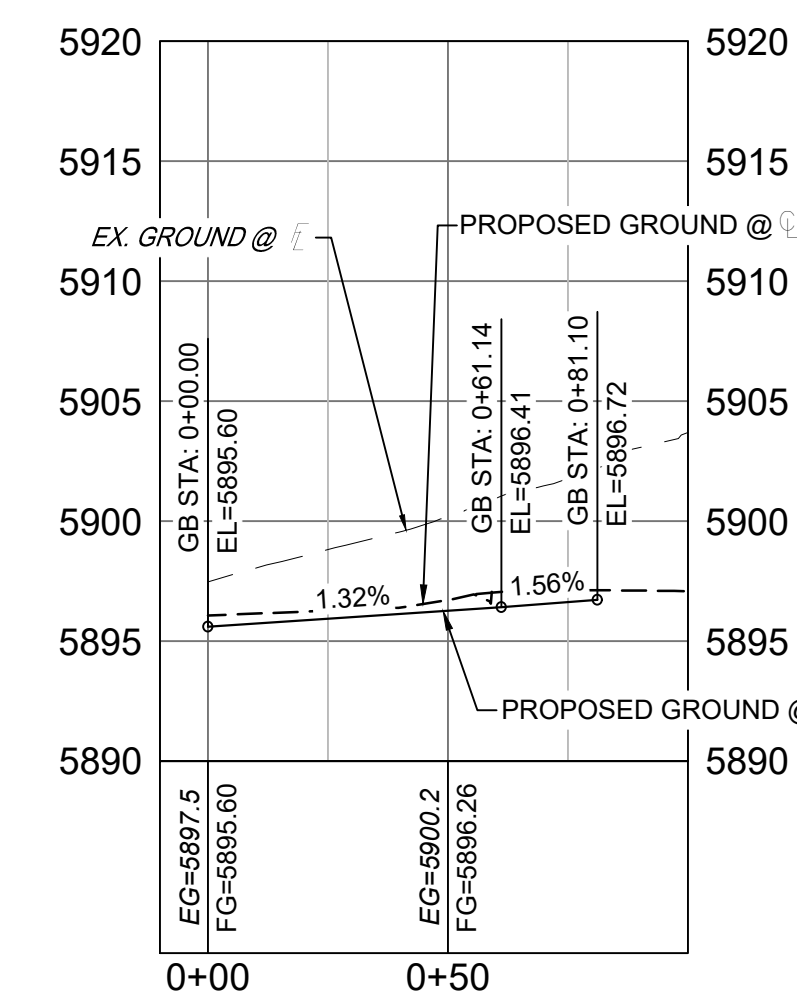 5920 5920
5915 5915
EX. GROUND @ FL
PROPOSED GROUND @ CL
5910 5910
GB STA: 0+00.00
EL=5895.60
GB STA: 0+61.14
EL=5896.41
GB STA: 0+81.10
EL=5896.72
5905 5905
5900 5900
1.32%
1.56%
5895 5895
PROPOSED GROUND @
5890 5890
EG=5897.5
FG=5895.60
EG=5900.2
FG=5896.26
0+00 0+50